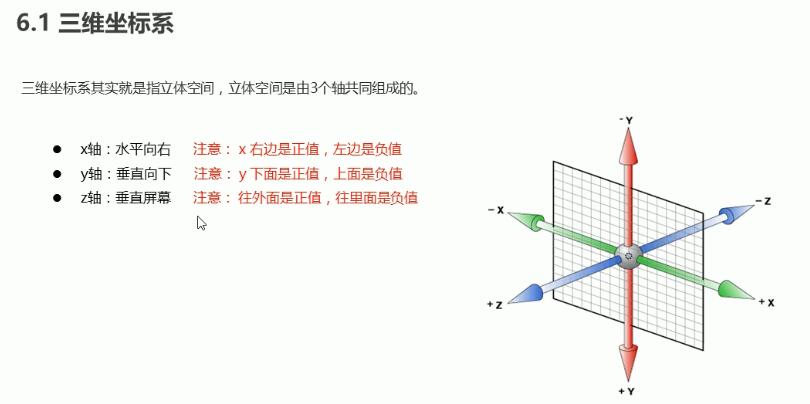 6.1 三维坐标系
三维坐标系其实就是指立体空间，立体空间是由3个轴共同组成的。
● x轴：水平向右 注意： x 右边是正值，左边是负值
● y轴：垂直向下 注意： y 下面是正值，上面是负值
● z轴：垂直屏幕 注意： 往外面是正值，往里面是负值
- Y
- Z
- X
+ Z
+ X
+ Y